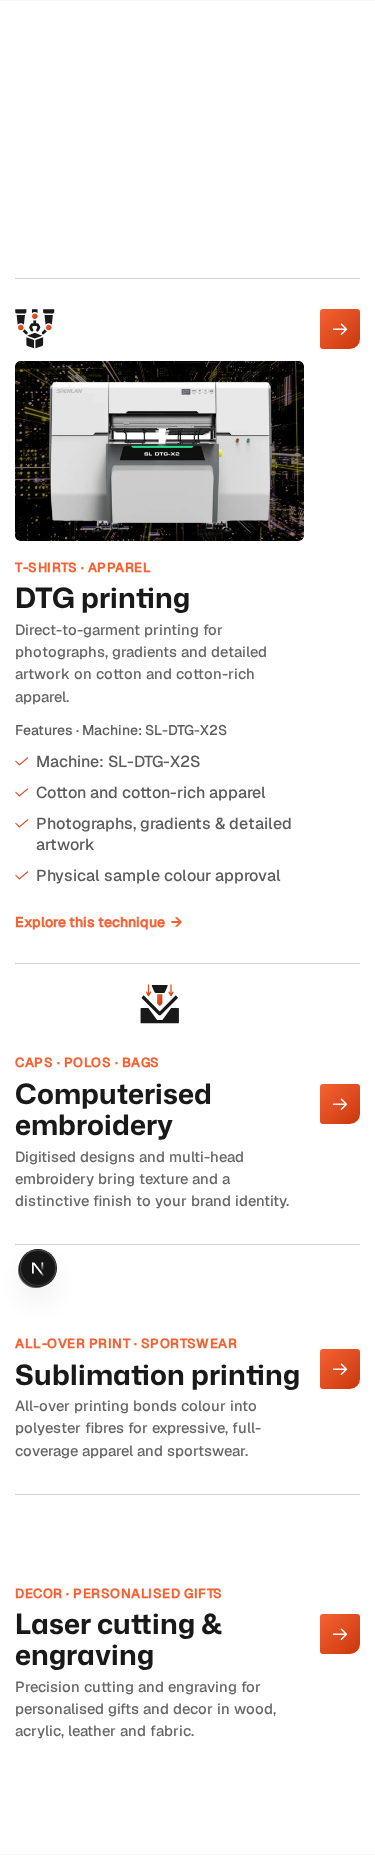 SL DTG-X2
T-SHIRTS · APPAREL
DTG printing
Direct-to-garment printing for
photographs, gradients and detailed
artwork on cotton and cotton-rich
apparel.
Features · Machine: SL-DTG-X2S
Machine: SL-DTG-X2S
Cotton and cotton-rich apparel
Photographs, gradients & detailed
artwork
Physical sample colour approval
Explore this technique →
CAPS · POLOS · BAGS
Computerised
embroidery
Digitised designs and multi-head
embroidery bring texture and a
distinctive finish to your brand identity.
N
ALL-OVER PRINT · SPORTSWEAR
Sublimation printing
All-over printing bonds colour into
polyester fibres for expressive, full-
coverage apparel and sportswear.
DECOR · PERSONALISED GIFTS
Laser cutting &
engraving
Precision cutting and engraving for
personalised gifts and decor in wood,
acrylic, leather and fabric.